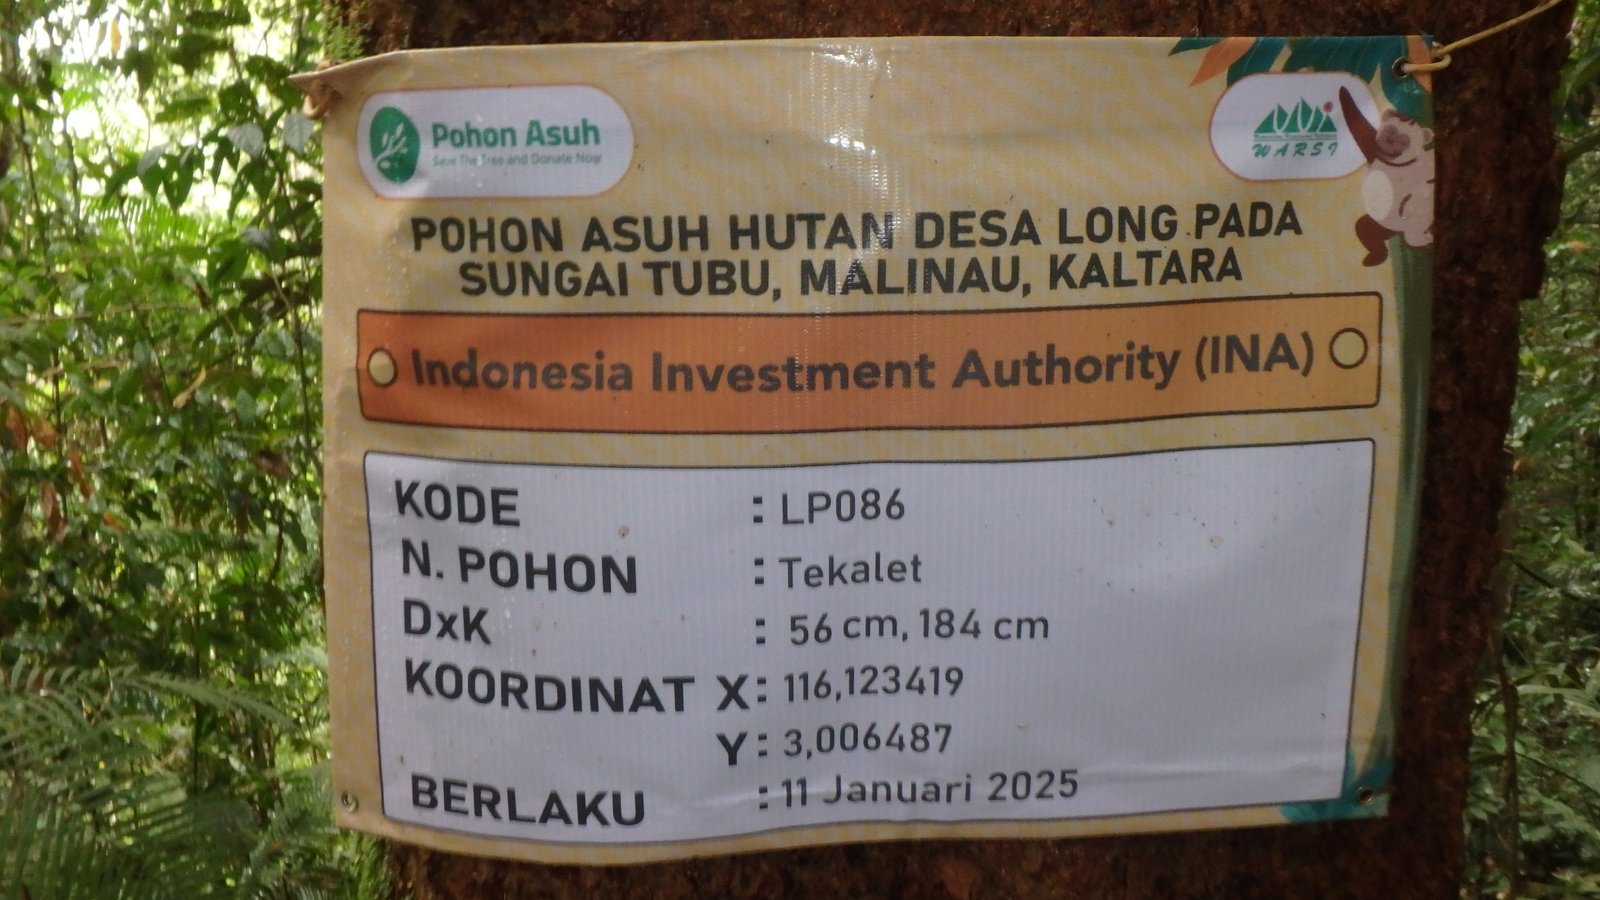 Pohon Asuh
Save The Tree and Donate Now
WARSI
POHON ASUH HUTAN DESA LONG PADA
SUNGAI TUBU, MALINAU, KALTARA
Indonesia Investment Authority (INA)
KODE : LP086
N. POHON : Tekalet
DxK : 56 cm, 184 cm
KOORDINAT X : 116,123419
Y : 3,006487
BERLAKU : 11 Januari 2025